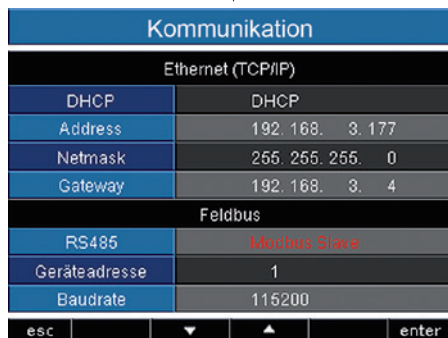 Kommunikation
Ethernet (TCP/IP)
DHCP DHCP
Address 192. 168. 3. 177
Netmask 255. 255. 255. 0
Gateway 192. 168. 3. 4
Feldbus
RS485 Modbus Slave
Geräteadresse 1
Baudrate 115200
esc ▼ ▲ enter